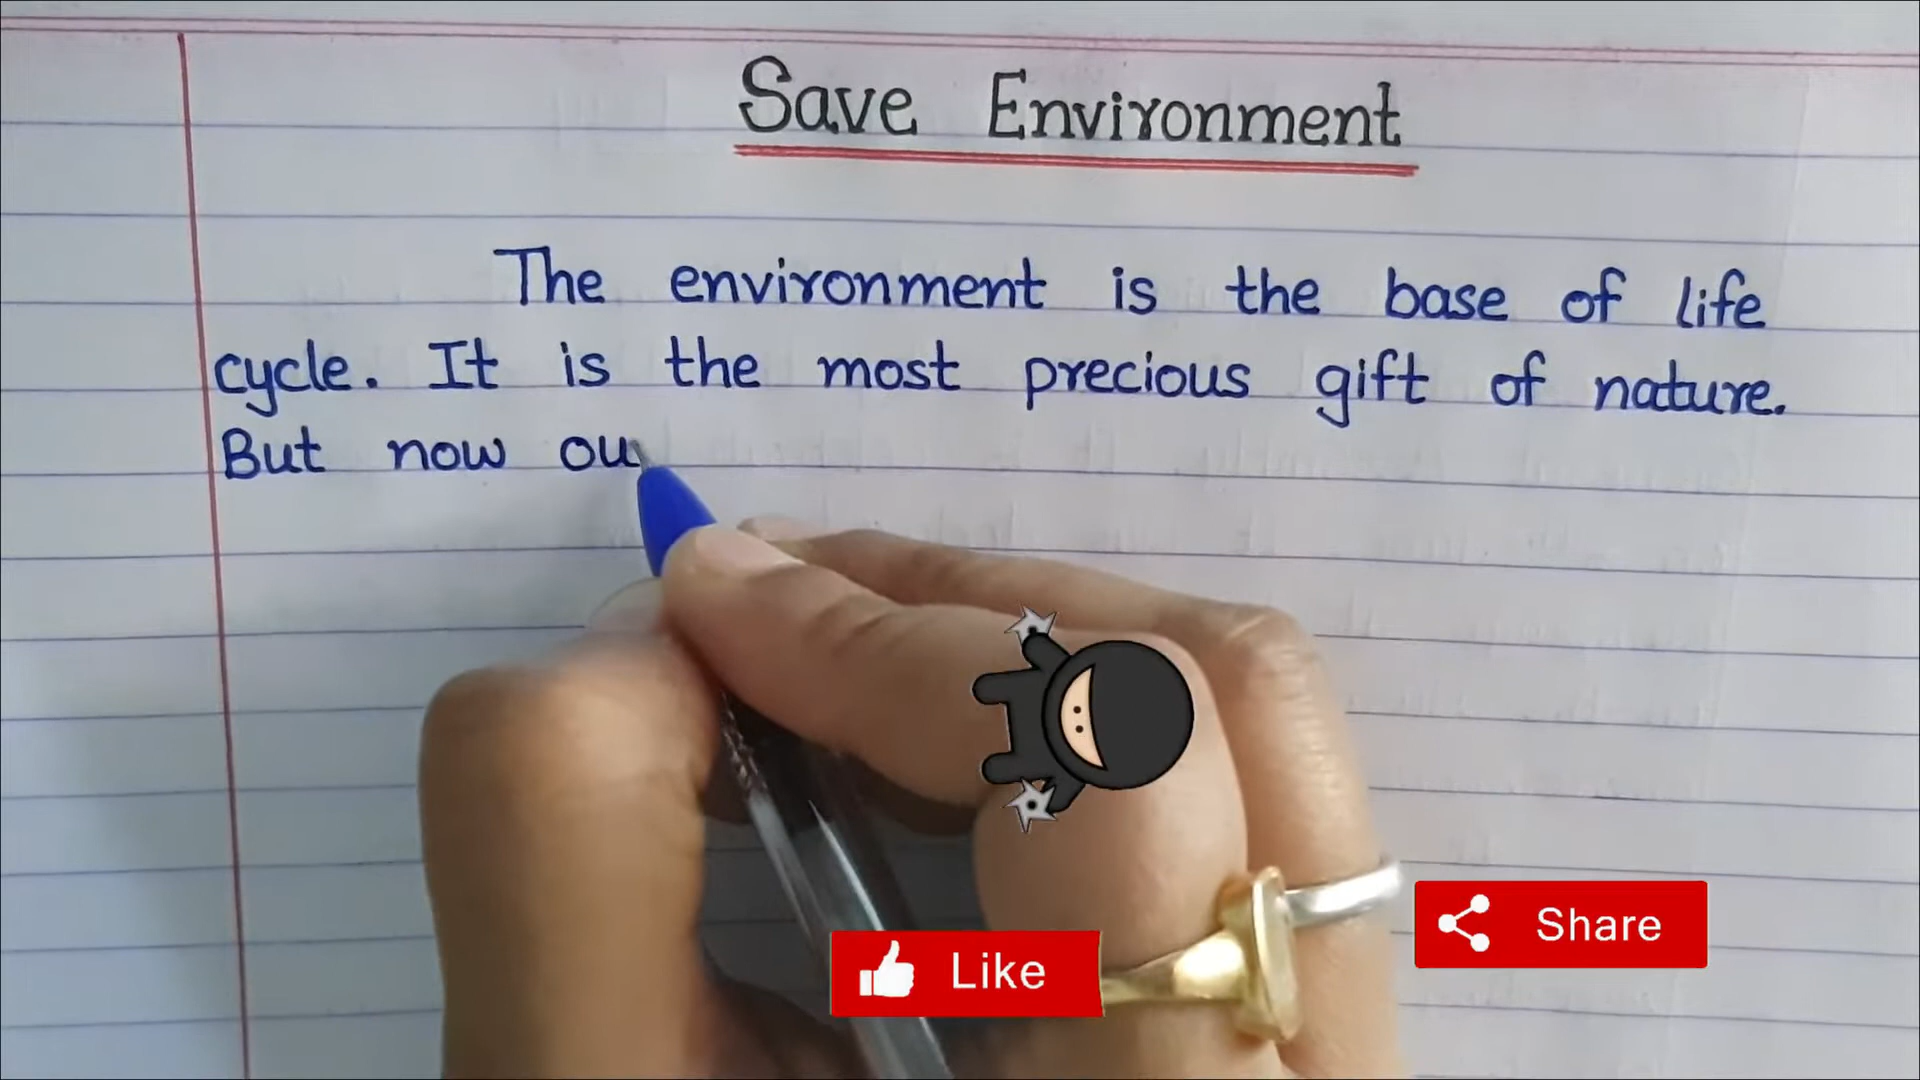 Save Environment
The environment is the base of life
cycle. It is the most precious gift of nature.
But now ou
Like
Share